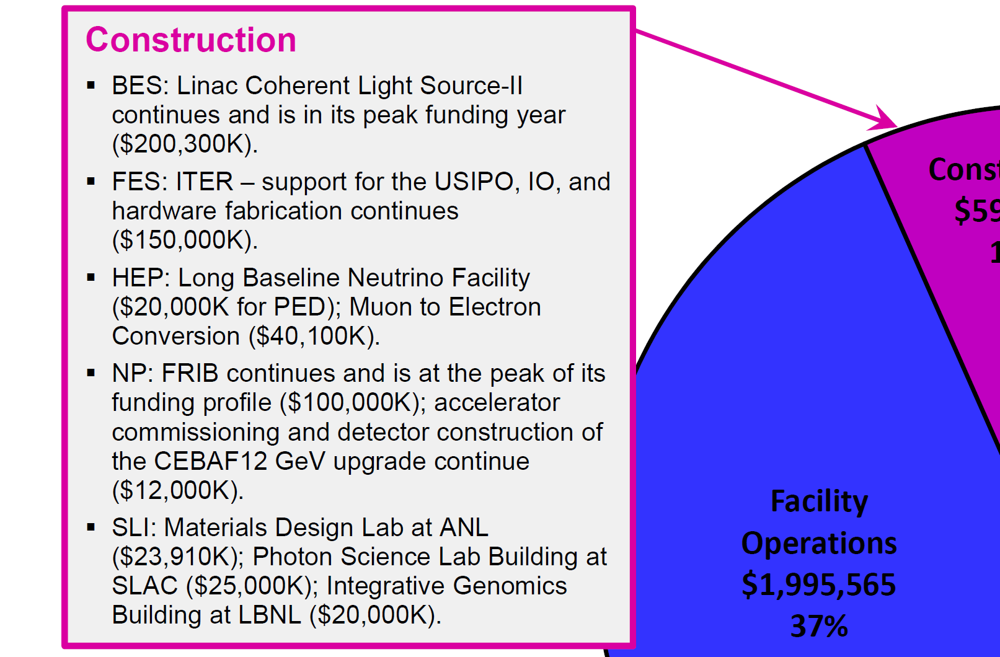 Construction
▪ BES: Linac Coherent Light Source-II
continues and is in its peak funding year
($200,300K).
▪ FES: ITER – support for the USIPO, IO, and
hardware fabrication continues
($150,000K).
▪ HEP: Long Baseline Neutrino Facility
($20,000K for PED); Muon to Electron
Conversion ($40,100K).
▪ NP: FRIB continues and is at the peak of its
funding profile ($100,000K); accelerator
commissioning and detector construction of
the CEBAF12 GeV upgrade continue
($12,000K).
▪ SLI: Materials Design Lab at ANL
($23,910K); Photon Science Lab Building at
SLAC ($25,000K); Integrative Genomics
Building at LBNL ($20,000K).
Const
$59
1
Facility
Operations
$1,995,565
37%